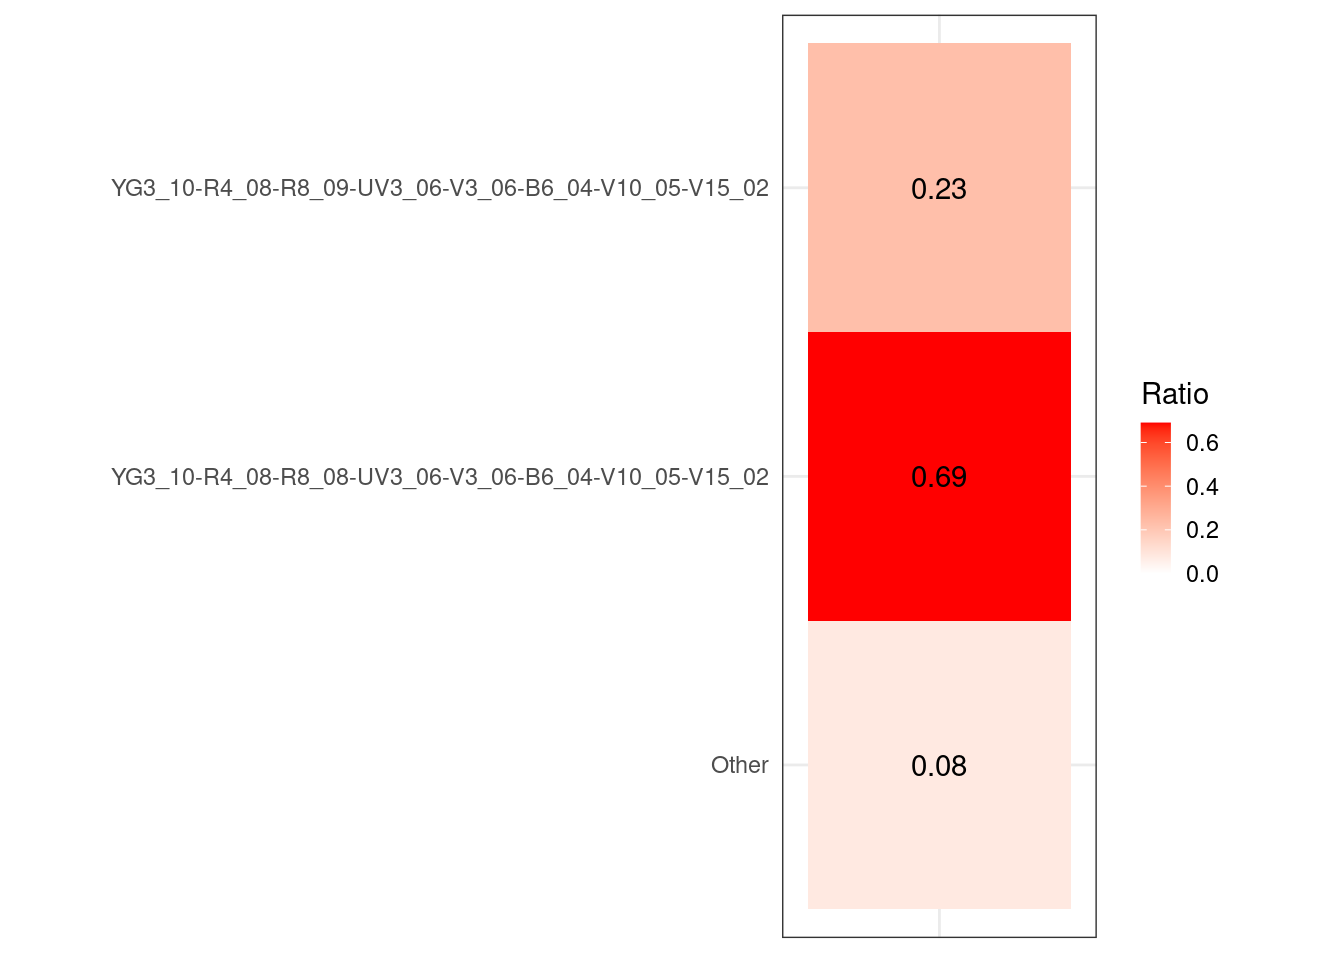 YG3_10-R4_08-R8_09-UV3_06-V3_06-B6_04-V10_05-V15_02
0.23
YG3_10-R4_08-R8_08-UV3_06-V3_06-B6_04-V10_05-V15_02
0.69
Other
0.08
Ratio
0.6
0.4
0.2
0.0